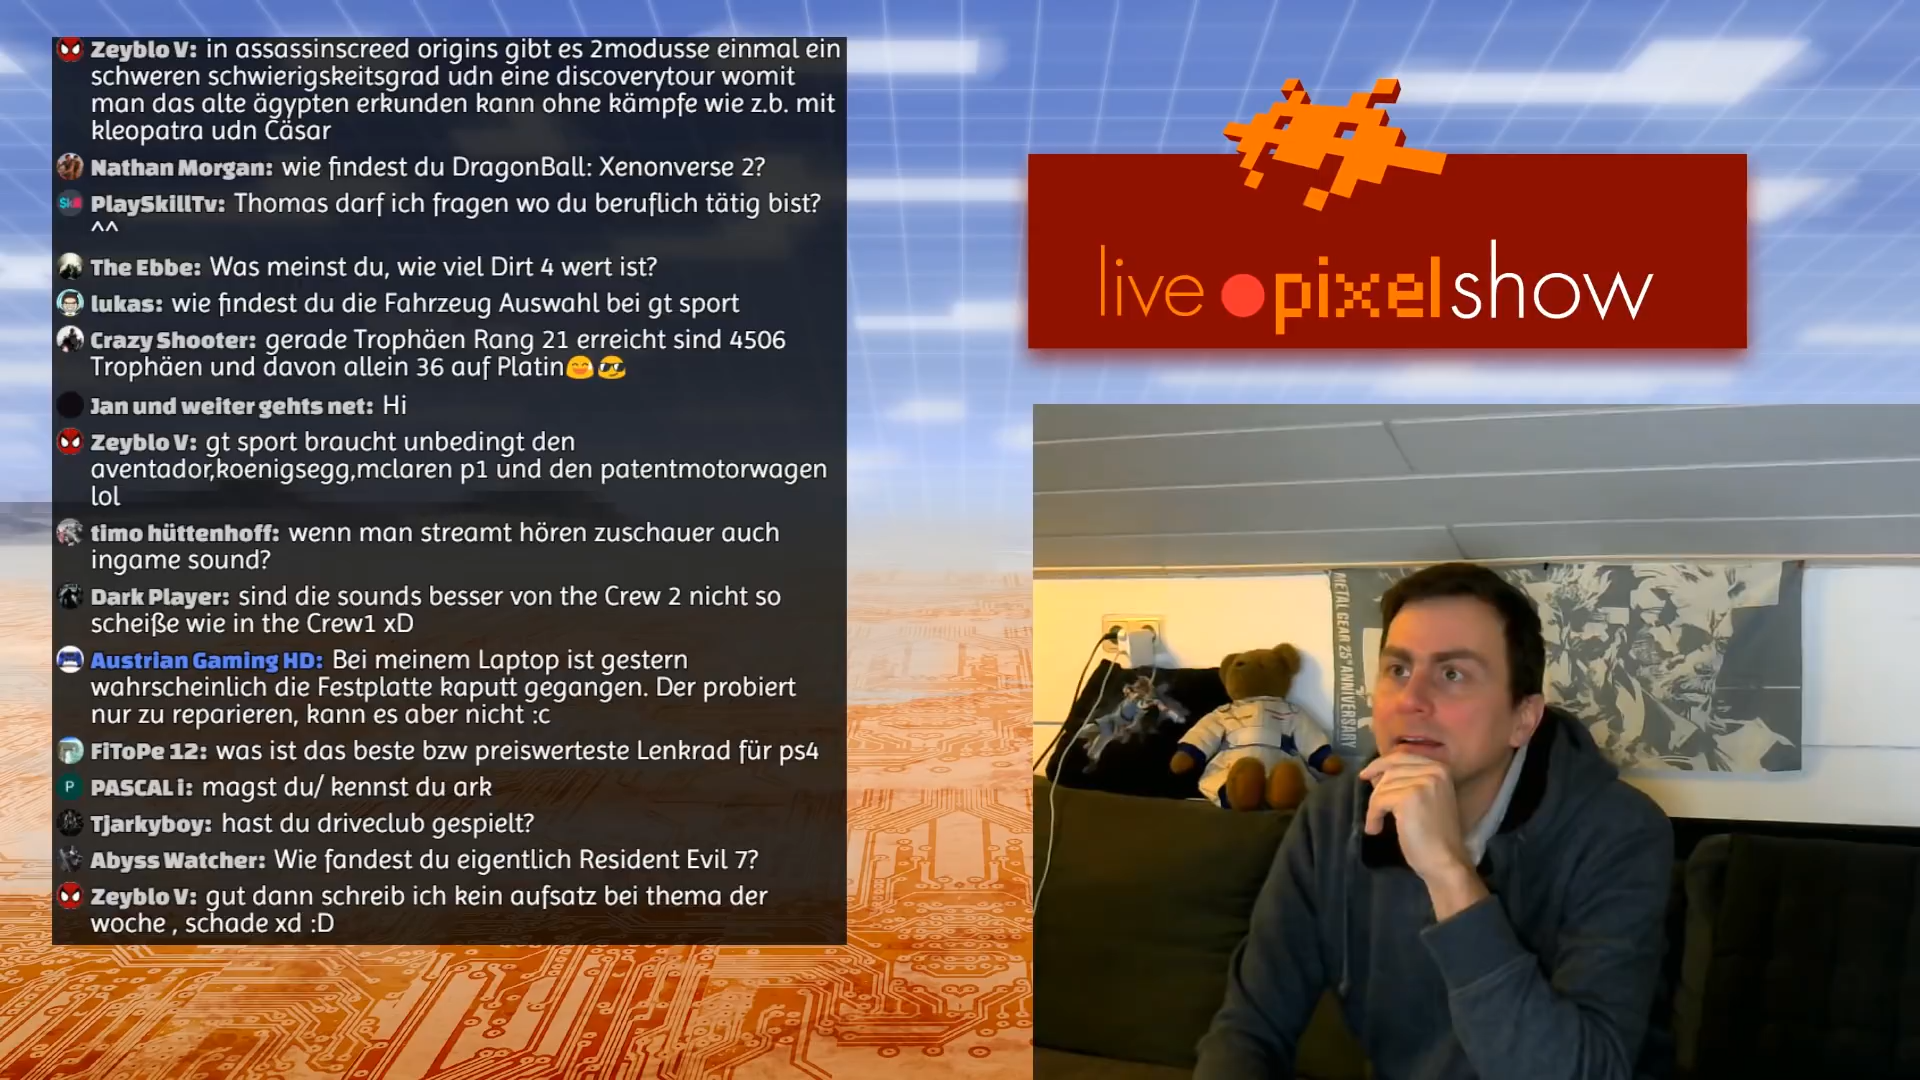 Zeyblo V: in assassinscreed origins gibt es 2modusse einmal ein
schweren schwierigskeitsgrad udn eine discoverytour womit
man das alte ägypten erkunden kann ohne kämpfe wie z.b. mit
kleopatra udn Cäsar
Nathan Morgan: wie findest du DragonBall: Xenonverse 2?
PlaySkillTv: Thomas darf ich fragen wo du beruflich tätig bist?
^^
The Ebbe: Was meinst du, wie viel Dirt 4 wert ist?
lukas: wie findest du die Fahrzeug Auswahl bei gt sport
Crazy Shooter: gerade Trophäen Rang 21 erreicht sind 4506
Trophäen und davon allein 36 auf Platin😄😎
Jan und weiter gehts net: Hi
Zeyblo V: gt sport braucht unbedingt den
aventador,koenigsegg,mclaren p1 und den patentmotorwagen
lol
timo hüttenhoff: wenn man streamt hören zuschauer auch
ingame sound?
Dark Player: sind die sounds besser von the Crew 2 nicht so
scheiße wie in the Crew1 xD
Austrian Gaming HD: Bei meinem Laptop ist gestern
wahrscheinlich die Festplatte kaputt gegangen. Der probiert
nur zu reparieren, kann es aber nicht :c
FiToPe 12: was ist das beste bzw preiswerteste Lenkrad für ps4
P
PASCAL i: magst du/ kennst du ark
Tjarkyboy: hast du driveclub gespielt?
Abyss Watcher: Wie fandest du eigentlich Resident Evil 7?
Zeyblo V: gut dann schreib ich kein aufsatz bei thema der
woche , schade xd :D
live pixelshow
METAL GEAR 25th ANNIVERSARY